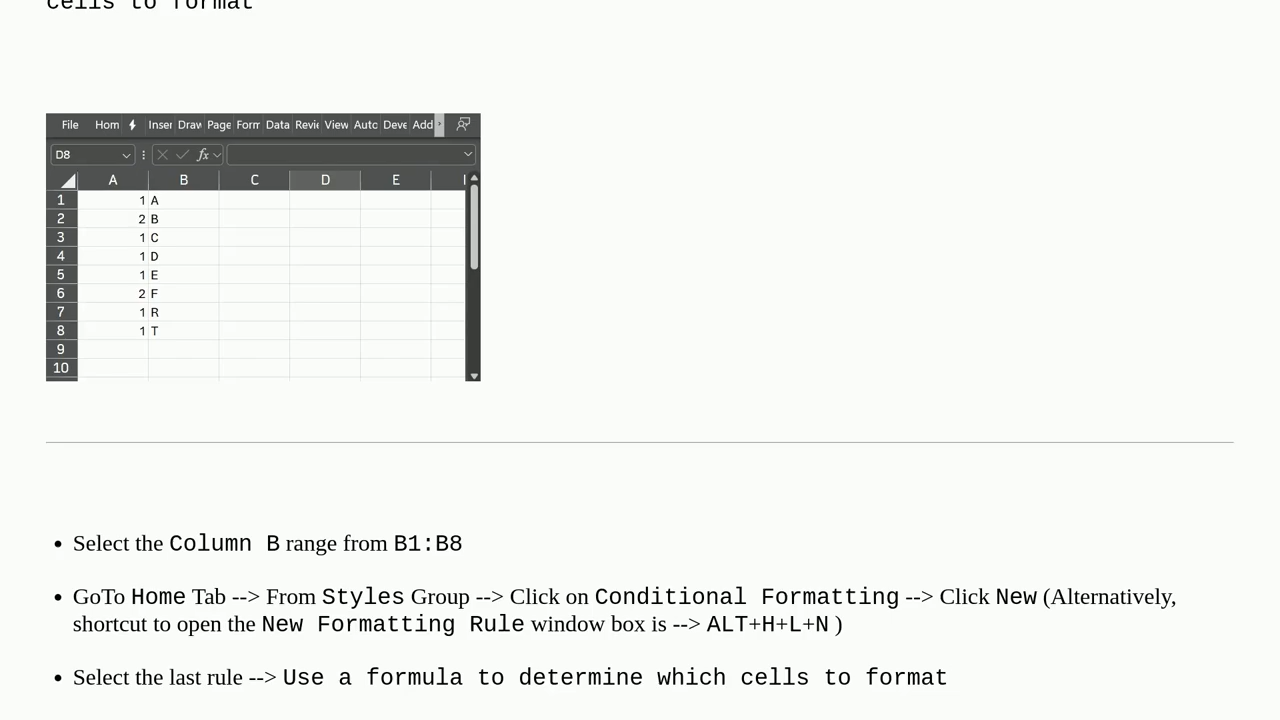 cells to format
File Hom Inser Draw Page Form Data Revie View Auto Deve Add
D8 fx
A B C D E
1 1 A
2 2 B
3 1 C
4 1 D
5 1 E
6 2 F
7 1 R
8 1 T
9
10
• Select the Column B range from B1:B8
• GoTo Home Tab --> From Styles Group --> Click on Conditional Formatting --> Click New (Alternatively,
shortcut to open the New Formatting Rule window box is --> ALT+H+L+N )
• Select the last rule --> Use a formula to determine which cells to format